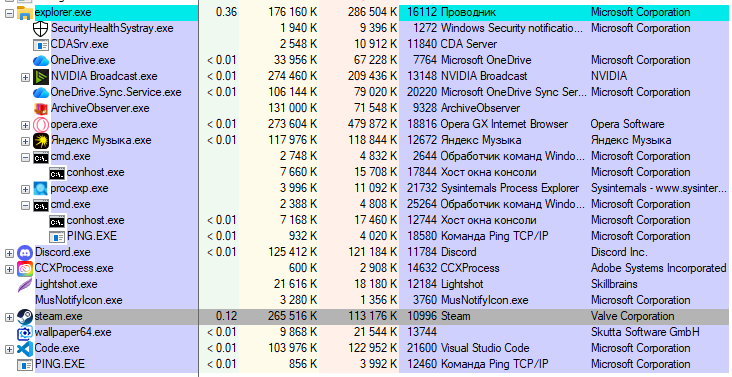 explorer.exe 0.36 176 160 K 286 504 K 16112 Проводник Microsoft Corporation
SecurityHealthSystray.exe 1 940 K 9 396 K 1272 Windows Security notificatio... Microsoft Corporation
CDASrv.exe 2 548 K 10 912 K 11840 CDA Server
OneDrive.exe < 0.01 33 956 K 67 228 K 7764 Microsoft OneDrive Microsoft Corporation
NVIDIA Broadcast.exe < 0.01 274 460 K 209 436 K 13148 NVIDIA Broadcast NVIDIA
OneDrive.Sync.Service.exe < 0.01 106 144 K 79 020 K 20220 Microsoft OneDrive Sync Ser... Microsoft Corporation
ArchiveObserver.exe 131 000 K 71 548 K 9328 ArchiveObserver
opera.exe < 0.01 273 604 K 479 872 K 18816 Opera GX Internet Browser Opera Software
Яндекс Музыка.exe < 0.01 117 976 K 118 844 K 12672 Яндекс Музыка Яндекс Музыка
cmd.exe 2 748 K 4 832 K 2644 Обработчик команд Windo... Microsoft Corporation
conhost.exe 7 660 K 15 708 K 17844 Хост окна консоли Microsoft Corporation
procexp.exe 3 996 K 11 092 K 21732 Sysinternals Process Explorer Sysinternals - www.sysinter...
cmd.exe 2 388 K 4 808 K 25264 Обработчик команд Windo... Microsoft Corporation
conhost.exe < 0.01 7 168 K 17 460 K 12744 Хост окна консоли Microsoft Corporation
PING.EXE < 0.01 932 K 4 020 K 18580 Команда Ping TCP/IP Microsoft Corporation
Discord.exe < 0.01 125 412 K 121 184 K 11784 Discord Discord Inc.
CCXProcess.exe 600 K 2 908 K 14632 CCXProcess Adobe Systems Incorporated
Lightshot.exe 21 616 K 18 180 K 12184 Lightshot Skillbrains
MusNotifyIcon.exe 3 280 K 1 356 K 3760 MusNotifyIcon.exe Microsoft Corporation
steam.exe 0.12 265 516 K 113 176 K 10996 Steam Valve Corporation
wallpaper64.exe < 0.01 9 868 K 21 544 K 13744 Skutta Software GmbH
Code.exe < 0.01 103 976 K 122 952 K 21600 Visual Studio Code Microsoft Corporation
PING.EXE < 0.01 856 K 3 992 K 12460 Команда Ping TCP/IP Microsoft Corporation